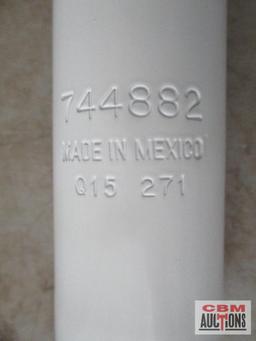 744882
MADE IN MEXICO
Q15 271
CBM
AUCTIONS